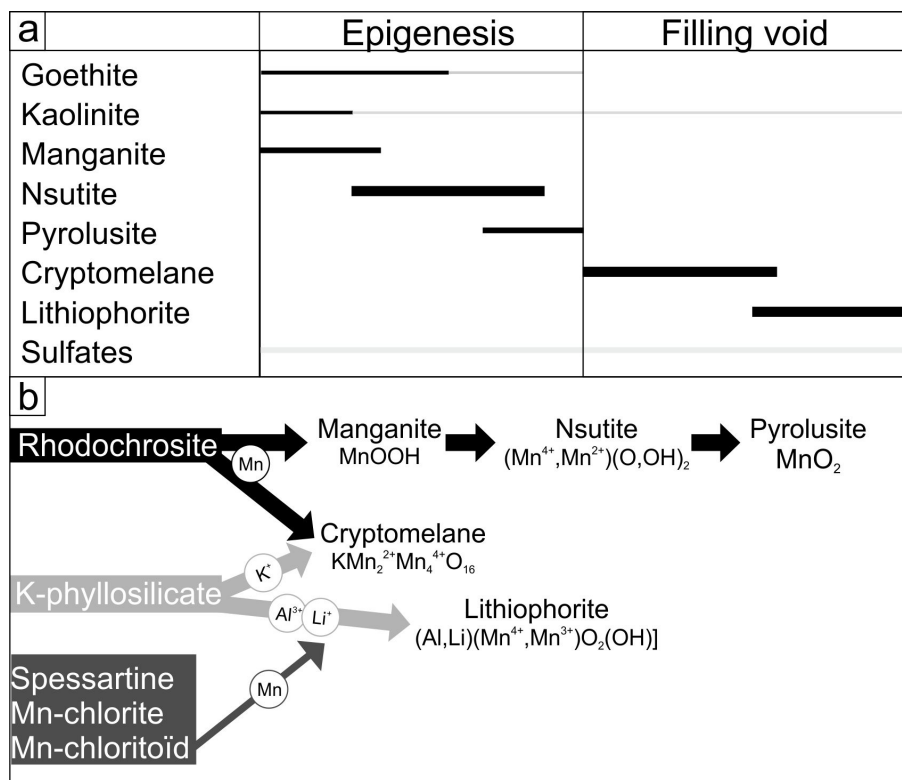 a
Epigenesis
Filling void
Goethite
Kaolinite
Manganite
Nsutite
Pyrolusite
Cryptomelane
Lithiophorite
Sulfates
b
Rhodochrosite
Mn
Manganite
MnOOH
Nsutite
(Mn⁴⁺,Mn²⁺)(O,OH)₂
Pyrolusite
MnO₂
Cryptomelane
KMn₂²⁺Mn₄⁴⁺O₁₆
K-phyllosilicate
K⁺
Al³⁺
Li⁺
Lithiophorite
(Al,Li)(Mn⁴⁺,Mn³⁺)O₂(OH)]
Spessartine
Mn-chlorite
Mn-chloritoïd
Mn